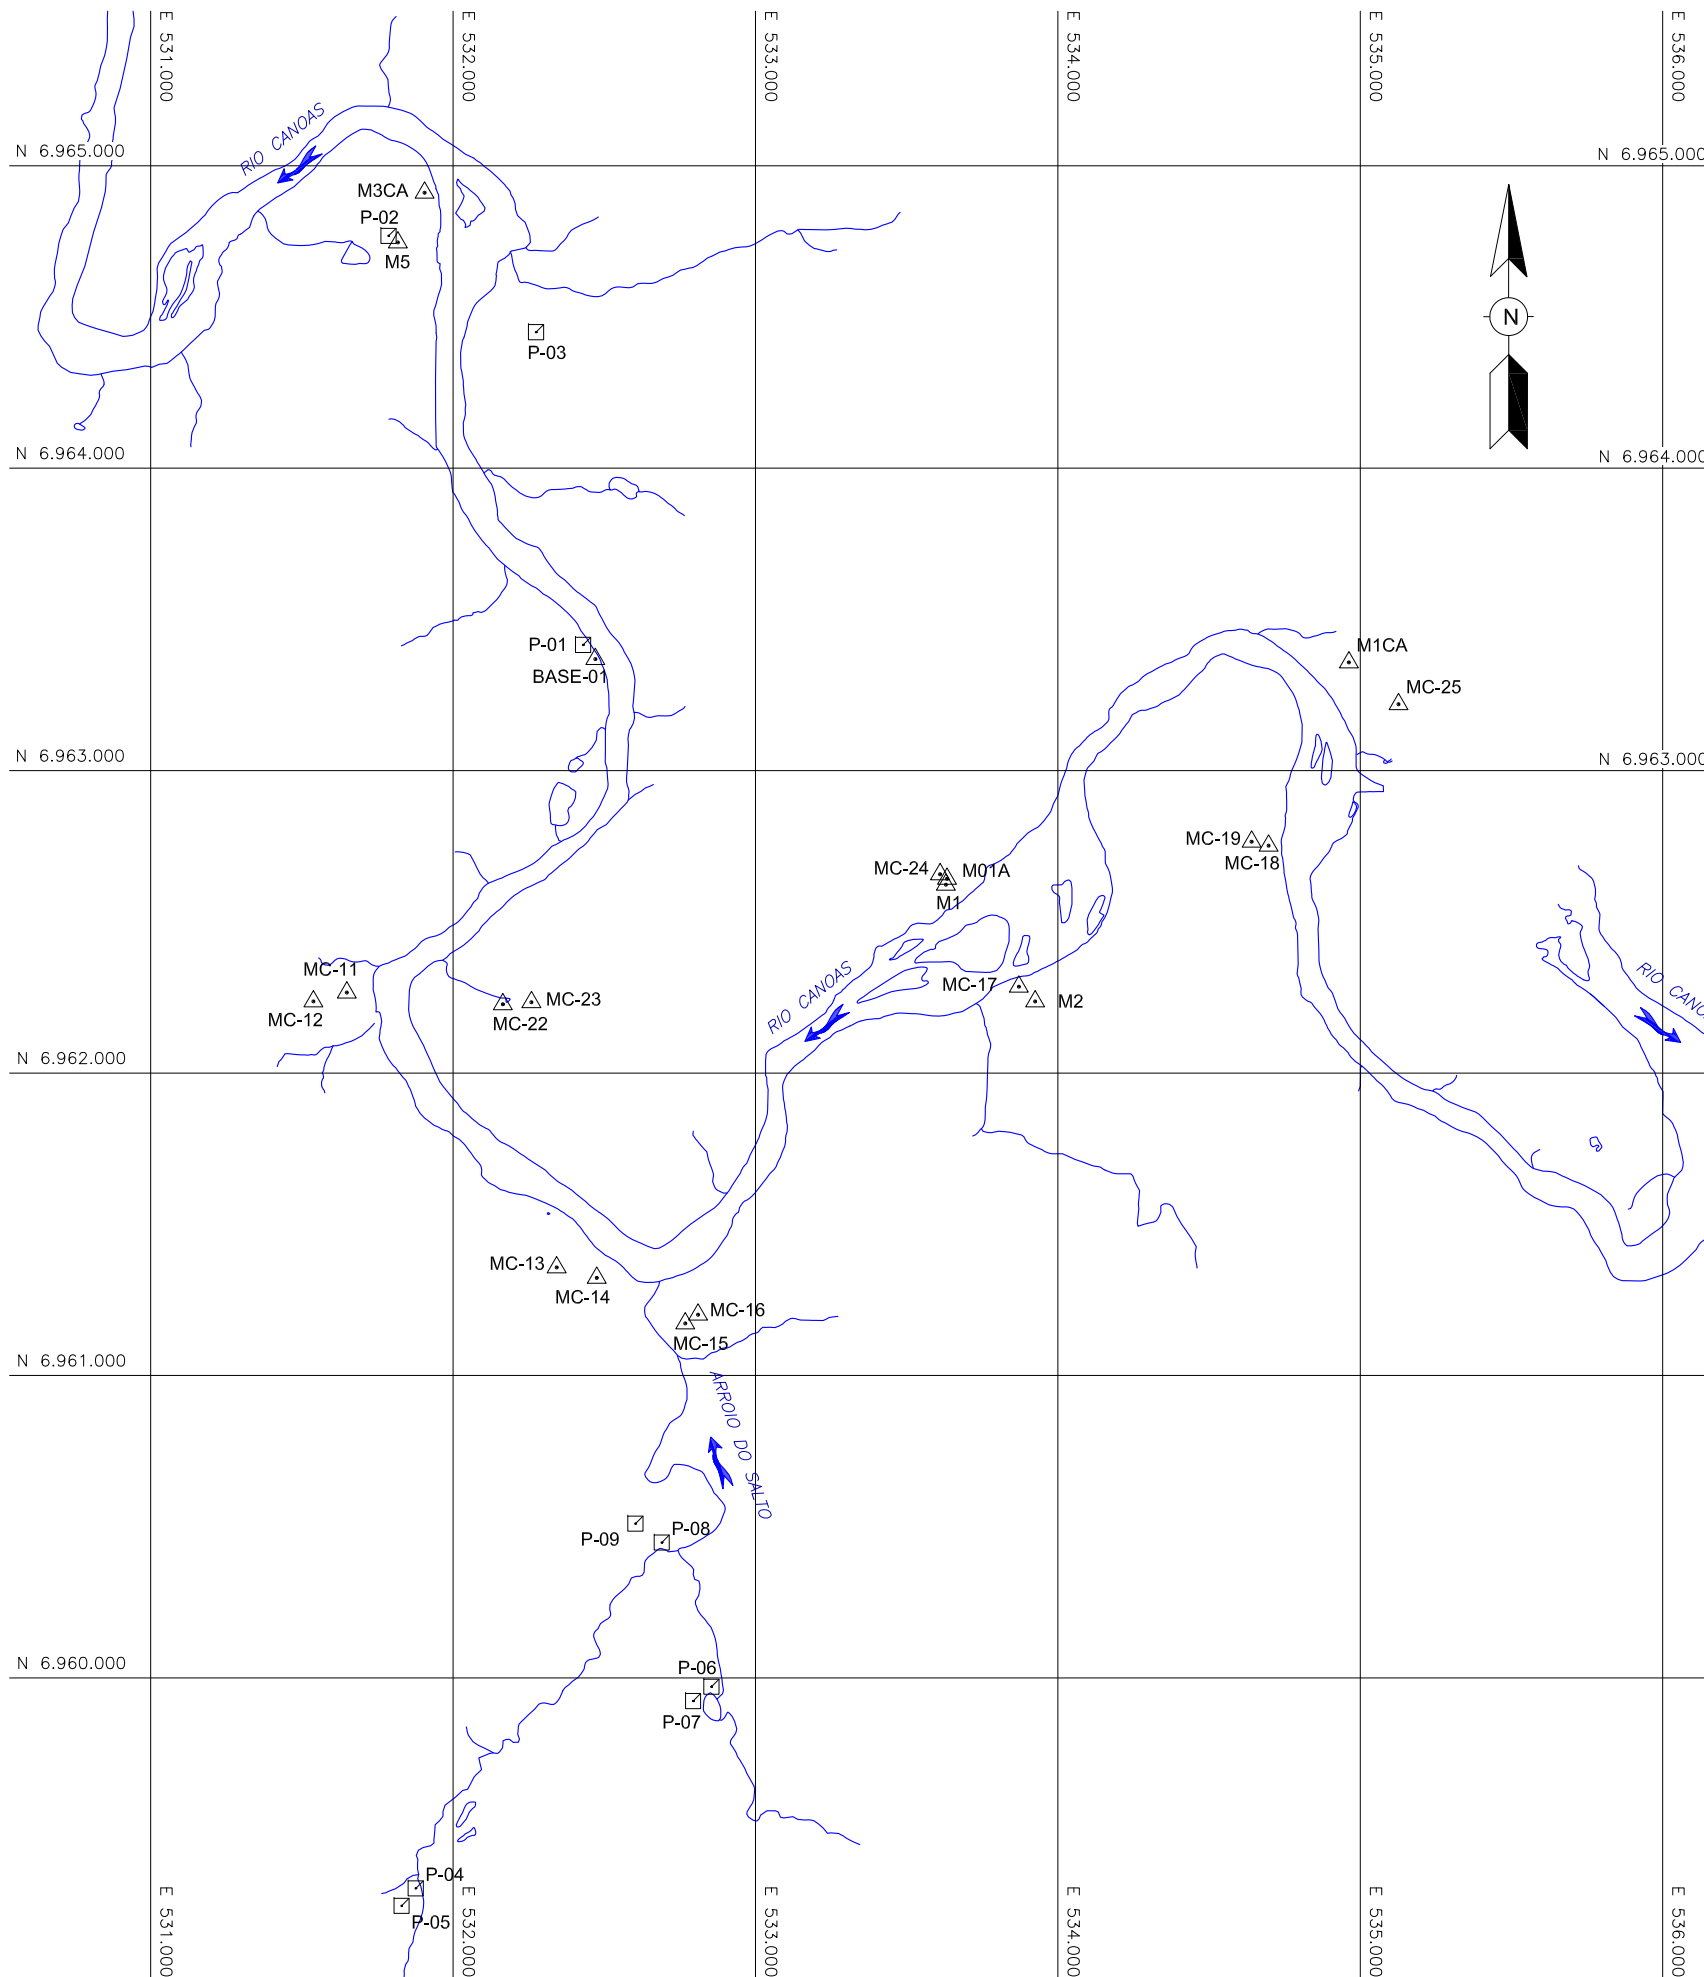 E 531.000
E 532.000
E 533.000
E 534.000
E 535.000
E 536.000
RIO CANOAS
N 6.965.000
N 6.965.000
M3CA
P-02
M5
N
P-03
N 6.964.000
N 6.964.000
P-01
BASE-01
M1CA
MC-25
N 6.963.000
N 6.963.000
MC-19
MC-18
MC-24
M01A
M1
MC-11
MC-12
MC-23
MC-22
RIO CANOAS
MC-17
M2
RIO CANO
N 6.962.000
MC-13
MC-14
MC-16
MC-15
N 6.961.000
ARROIO DO SALTO
P-09
P-08
N 6.960.000
P-06
P-07
P-04
P-05
E 531.000
E 532.000
E 533.000
E 534.000
E 535.000
E 536.000